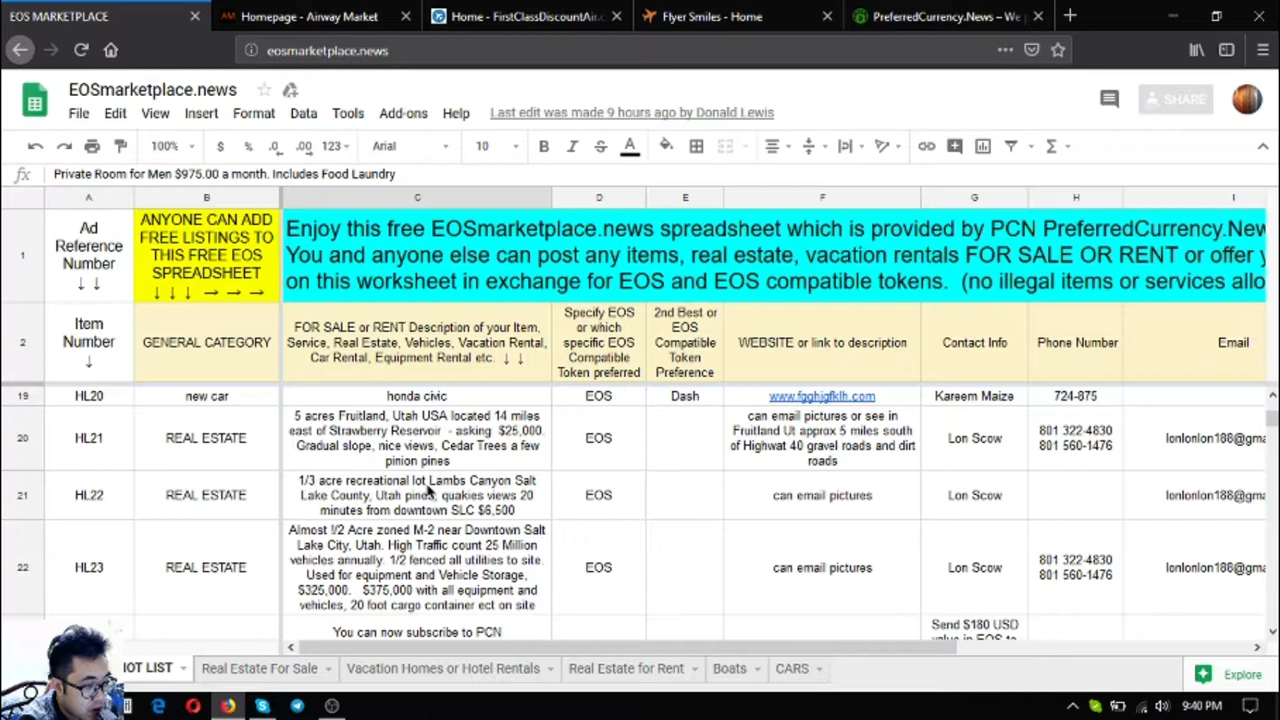 EOS MARKETPLACE
Homepage - Airway Market
Home - FirstClassDiscountAir.c
Flyer Smiles - Home
PreferredCurrency.News – We
eosmarketplace.news
EOSmarketplace.news
File Edit View Insert Format Data Tools Add-ons Help Last edit was made 9 hours ago by Donald Lewis
SHARE
100% $ % .0 .00 123 Arial 10 B I S A
fx Private Room for Men $975.00 a month. Includes Food Laundry
A B C D E F G H I
1
Ad
Reference
Number
↓ ↓
ANYONE CAN ADD
FREE LISTINGS TO
THIS FREE EOS
SPREADSHEET
↓ ↓ ↓ → → →
Enjoy this free EOSmarketplace.news spreadsheet which is provided by PCN PreferredCurrency.New
You and anyone else can post any items, real estate, vacation rentals FOR SALE OR RENT or offer y
on this worksheet in exchange for EOS and EOS compatible tokens. (no illegal items or services allo
2
Item
Number
↓
GENERAL CATEGORY
FOR SALE or RENT Description of your Item,
Service, Real Estate, Vehicles, Vacation Rental,
Car Rental, Equipment Rental etc. ↓ ↓
Specify EOS
or which
specific EOS
Compatible
Token preferred
2nd Best or
EOS
Compatible
Token
Preference
WEBSITE or link to description
Contact Info
Phone Number
Email
19
HL20
new car
honda civic
EOS
Dash
www.fgghjgfklh.com
Kareem Maize
724-875
20
HL21
REAL ESTATE
5 acres Fruitland, Utah USA located 14 miles
east of Strawberry Reservoir - asking $25,000.
Gradual slope, nice views, Cedar Trees a few
pinion pines
EOS
can email pictures or see in
Fruitland Ut approx 5 miles south
of Highwat 40 gravel roads and dirt
roads
Lon Scow
801 322-4830
801 560-1476
lonlonlon188@gma
21
HL22
REAL ESTATE
1/3 acre recreational lot Lambs Canyon Salt
Lake County, Utah pines, quakies views 20
minutes from downtown SLC $6,500
EOS
can email pictures
Lon Scow
lonlonlon188@gma
22
HL23
REAL ESTATE
Almost !/2 Acre zoned M-2 near Downtown Salt
Lake City, Utah. High Traffic count 25 Million
vehicles annually. 1/2 fenced all utilities to site.
Used for equipment and Vehicle Storage,
$325,000. $375,000 with all equipment and
vehicles, 20 foot cargo container ect on site
EOS
can email pictures
Lon Scow
801 322-4830
801 560-1476
lonlonlon188@gma
You can now subscribe to PCN
Send $180 USD
value in EOS to
HOT LIST
Real Estate For Sale
Vacation Homes or Hotel Rentals
Real Estate for Rent
Boats
CARS
Explore
9:40 PM